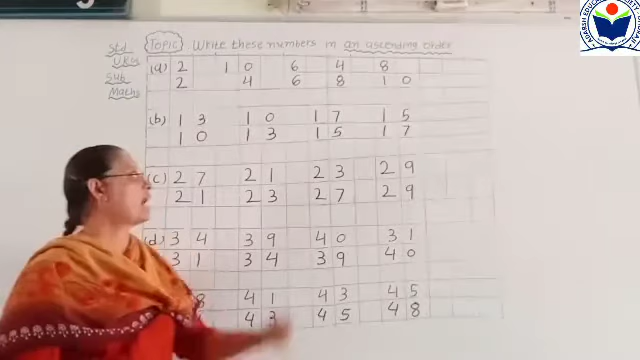 Topic Write these numbers in an ascending order
Std
U.KG
Sub
Maths
(a) 2 10 6 4 8
2 4 6 8 10
(b) 13 10 17 15
10 13 15 17
(c) 27 21 23 29
21 23 27 29
(d) 34 39 40 31
31 34 39 40
8 41 43 45
43 45 48